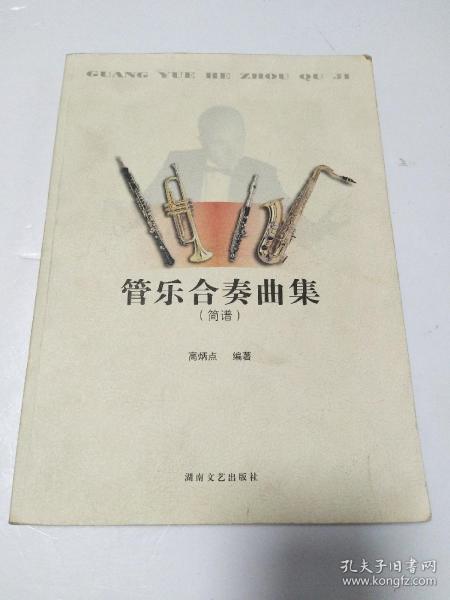 GUANG YUE HE ZHOU QU JI
管乐合奏曲集
（简谱）
高炳点 编著
湖南文艺出版社
孔夫子旧书网
www.kongfz.com